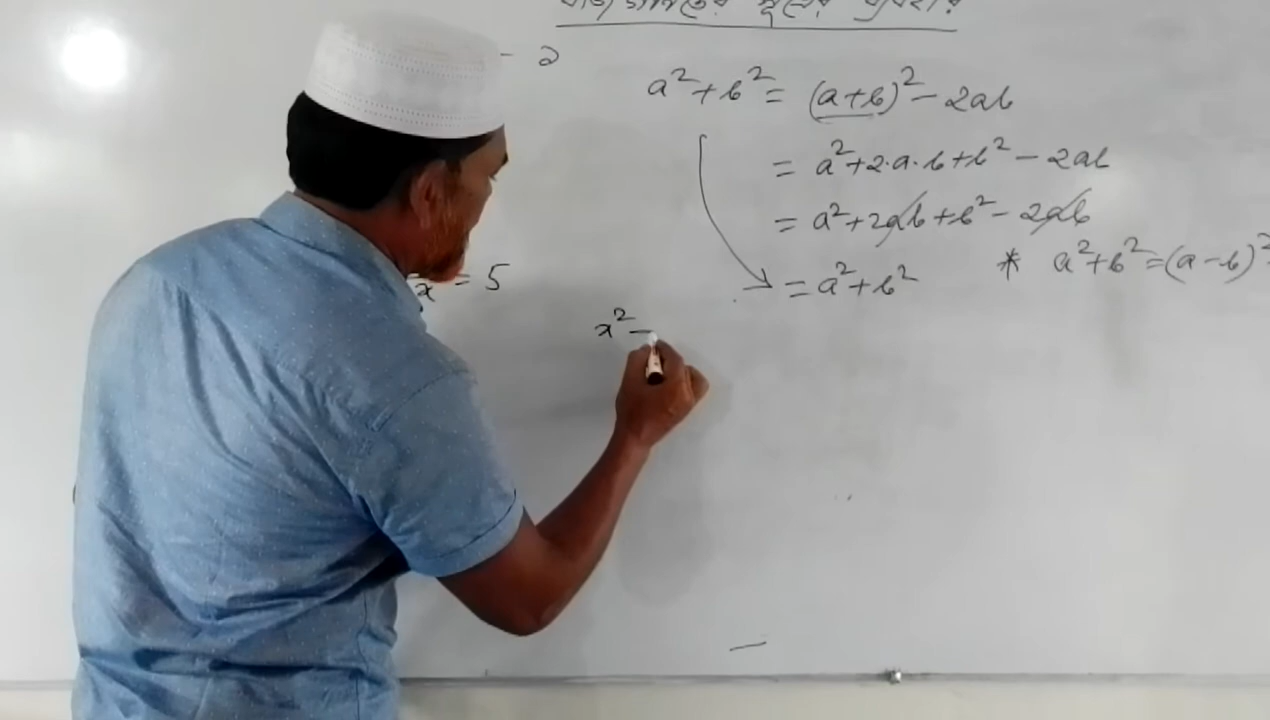 সূত্রের
- ২
a²+b² = (a+b)² - 2ab
= a²+2.a.b+b² - 2ab
= a²+2ab+b² - 2ab
= a²+b²
* a²+b² = (a-b)²
x = 5
x² -